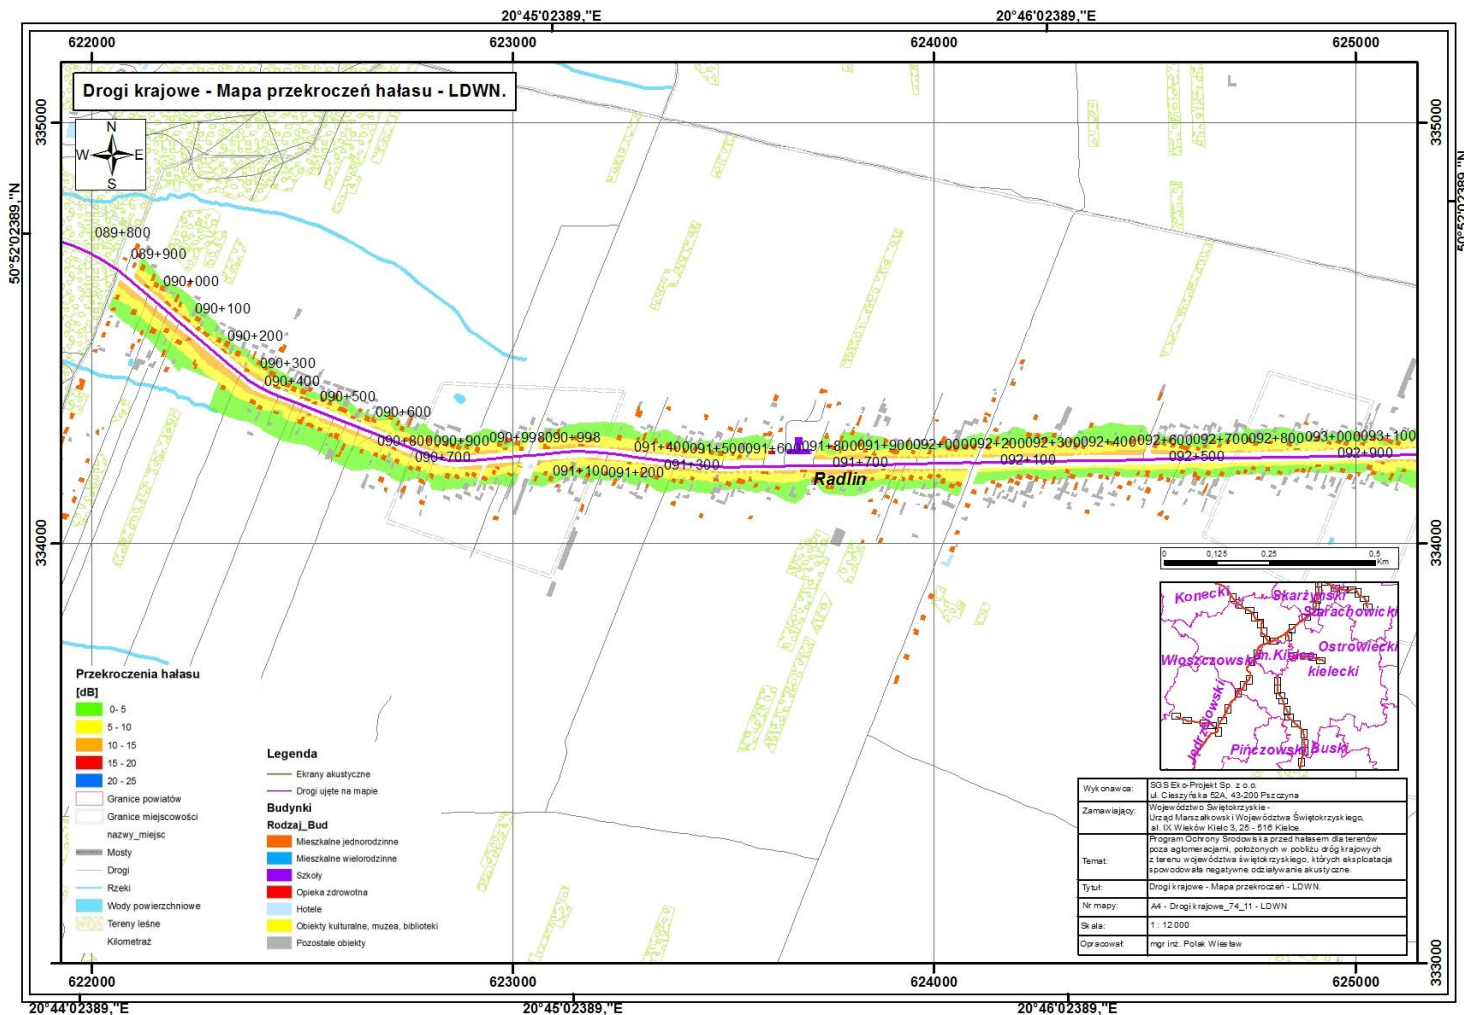 20°45'02389,"E
20°46'02389,"E
622000
623000
624000
625000
Drogi krajowe - Mapa przekroczeń hałasu - LDWN.
335000
335000
N
W
E
S
50°52'02389,"N
50°52'02389,"N
089+800
089+900
090+000
090+100
090+200
090+300
090+400
090+500
090+600
090+800
090+900
090+998
090+998
091+400
091+500
091+600
091+800
091+900
092+000
092+200
092+300
092+400
092+600
092+700
092+800
093+000
093+100
090+700
091+100
091+200
091+300
091+700
092+100
092+500
092+900
Radlin
334000
334000
0
0,125
0,25
0,5
Km
Konecki
Skarżyński
Starachowicki
Ostrowiecki
Włoszczowski
m.Kielce
kielecki
Jędrzejowski
Pińczowski
Buski
Przekroczenia hałasu
[dB]
0- 5
5 - 10
10 - 15
15 - 20
20 - 25
Granice powiatów
Granice miejscowości
nazwy_miejsc
Mosty
Drogi
Rzeki
Wody powierzchniowe
Tereny leśne
Kilometraż
Legenda
Ekrany akustyczne
Drogi ujęte na mapie
Budynki
Rodzaj_Bud
Mieszkalne jednorodzinne
Mieszkalne wielorodzinne
Szkoły
Opieka zdrowotna
Hotele
Obiekty kulturalne, muzea, biblioteki
Pozostałe obiekty
Wykonawca:
SGS Eko-Projekt Sp. z o.o.
ul. Cieszyńska 52A, 43-200 Pszczyna
Zamawiający:
Województwo Świętokrzyskie -
Urząd Marszałkowski Województwa Świętokrzyskiego,
al. IX Wieków Kielc 3, 25 - 516 Kielce.
Temat:
Program Ochrony Środowiska przed hałasem dla terenów
poza aglomeracjami, położonych w pobliżu dróg krajowych
z terenu województwa świętokrzyskiego, których eksploatacja
spowodowała negatywne oddziaływanie akustyczne.
Tytuł:
Drogi krajowe - Mapa przekroczeń - LDWN.
Nr mapy:
A4 - Drogi krajowe_74_11 - LDWN
Skala:
1 : 12 000
Opracował:
mgr inż. Polak Wiesław
333000
333000
622000
623000
624000
625000
20°44'02389,"E
20°45'02389,"E
20°46'02389,"E